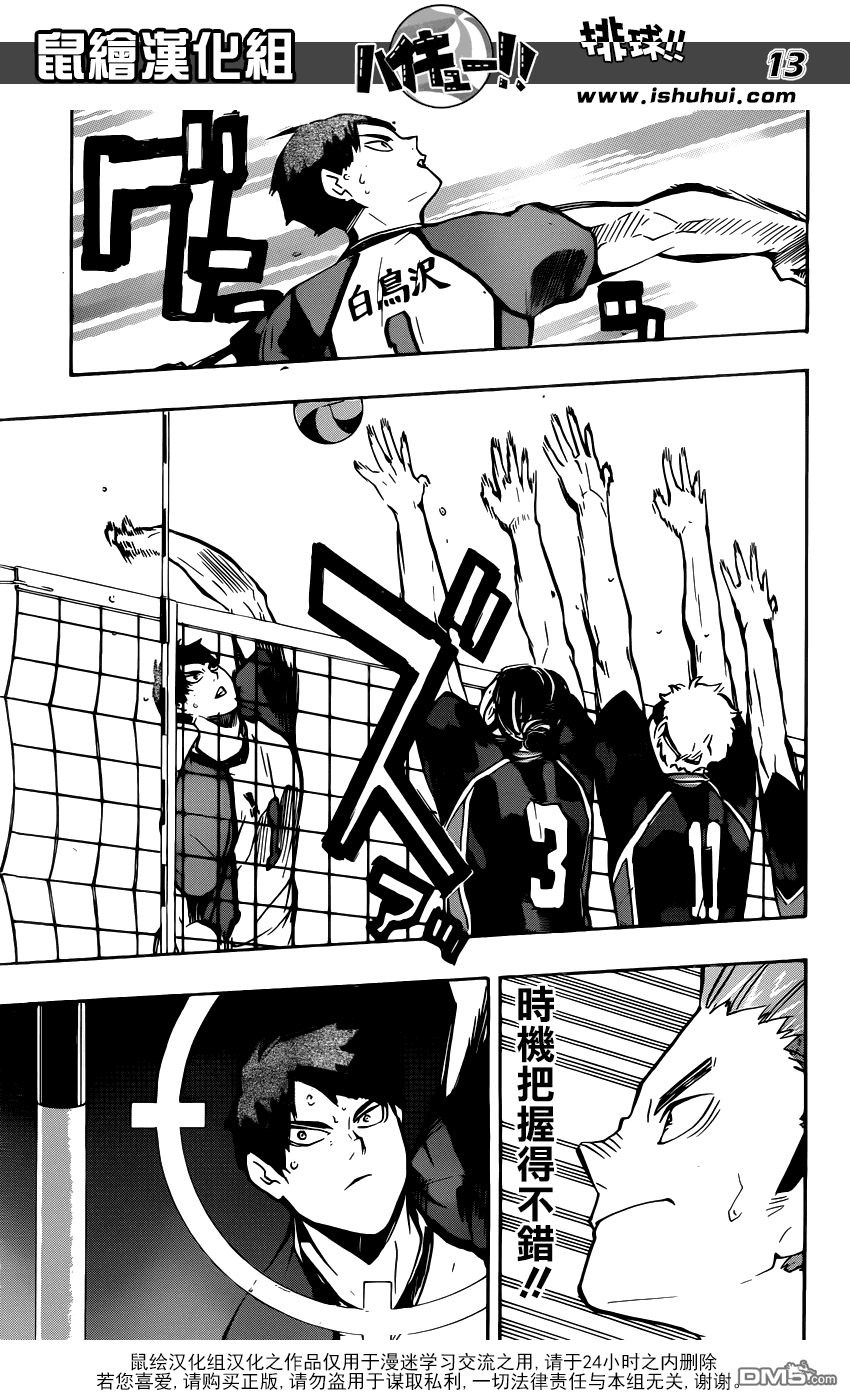 鼠繪漢化組
ハイキュー!!
排球!!
13
www.ishuhui.com
白鳥沢
1
3
11
時機把握得不錯!!
鼠绘汉化组汉化之作品仅用于漫迷学习交流之用, 请于24小时之内删除
若您喜爱, 请购买正版, 请勿盗用于谋取私利, 一切法律责任与本组无关, 谢谢。